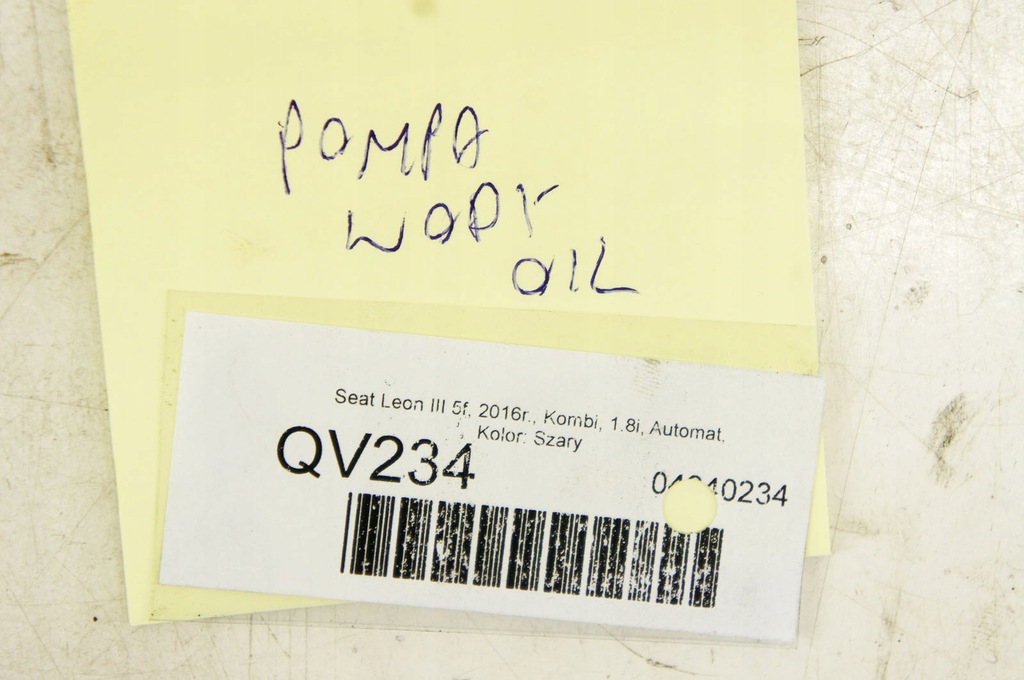 POMPA
WODY
OIL
Seat Leon III 5f, 2016r., Kombi, 1.8i, Automat,
Kolor: Szary
QV234